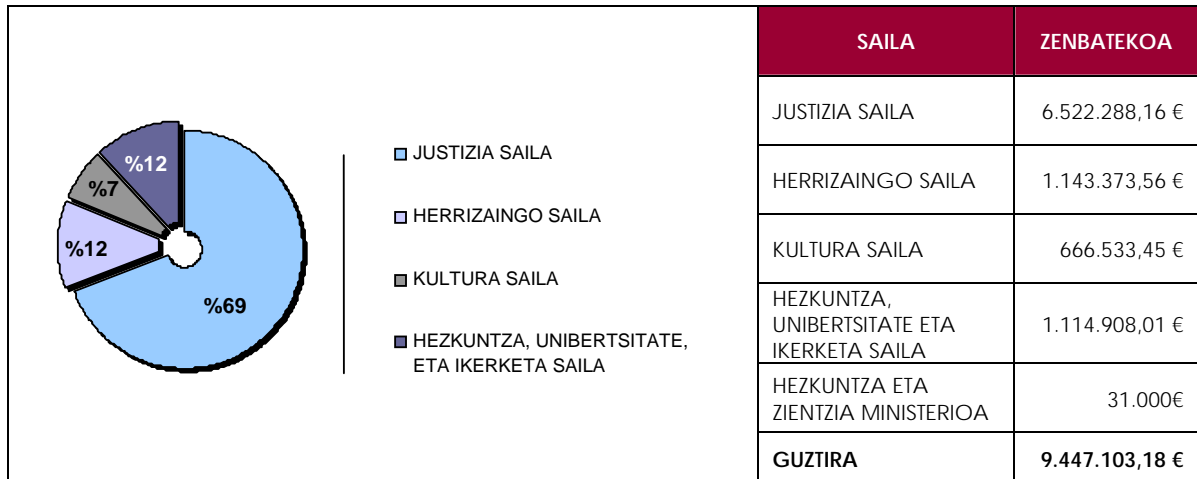 %12
%7
%12
%69
JUSTIZIA SAILA
HERRIZAINGO SAILA
KULTURA SAILA
HEZKUNTZA, UNIBERTSITATE,
ETA IKERKETA SAILA
SAILA ZENBATEKOA
JUSTIZIA SAILA 6.522.288,16 €
HERRIZAINGO SAILA 1.143.373,56 €
KULTURA SAILA 666.533,45 €
HEZKUNTZA,
UNIBERTSITATE ETA 1.114.908,01 €
IKERKETA SAILA
HEZKUNTZA ETA
ZIENTZIA MINISTERIOA 31.000€
GUZTIRA 9.447.103,18 €